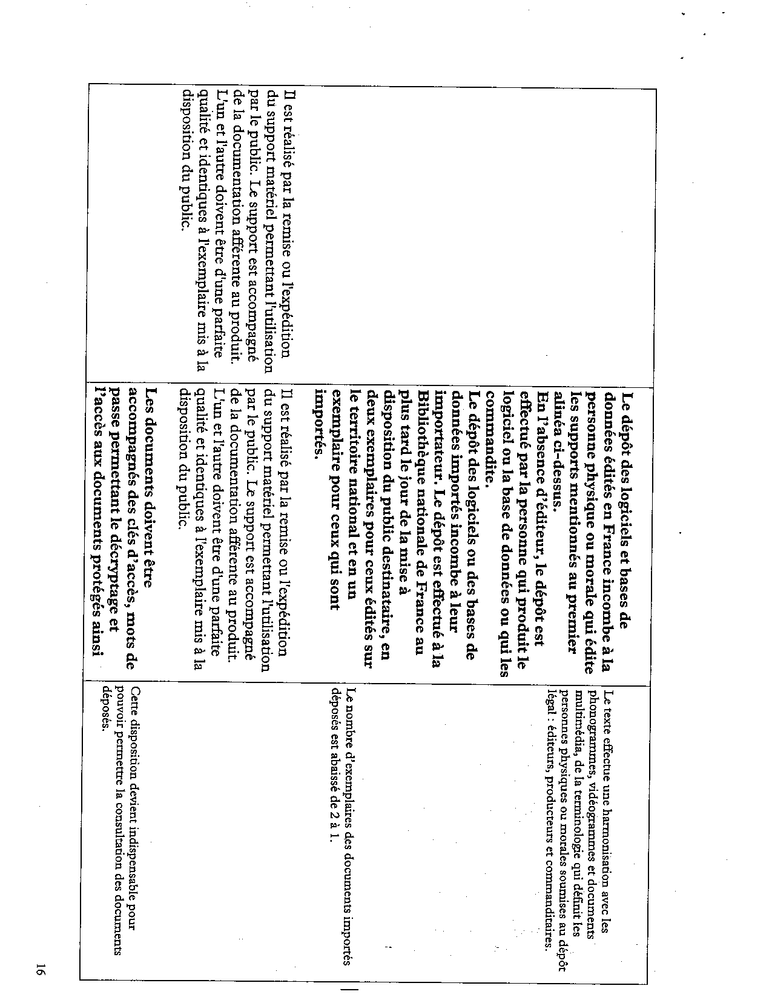 Il est réalisé par la remise ou l'expédition
du support matériel permettant l'utilisation
par le public. Le support est accompagné
de la documentation afférente au produit.
L'un et l'autre doivent être d'une parfaite
qualité et identiques à l'exemplaire mis à la
disposition du public.
Le dépôt des logiciels et bases de
données édités en France incombe à la
personne physique ou morale qui édite
les supports mentionnés au premier
alinéa ci-dessus.
En l'absence d'éditeur, le dépôt est
effectué par la personne qui produit le
logiciel ou la base de données ou qui les
commandite.
Le dépôt des logiciels ou des bases de
données importés incombe à leur
importateur. Le dépôt est effectué à la
Bibliothèque nationale de France au
plus tard le jour de la mise à
disposition du public destinataire, en
deux exemplaires pour ceux édités sur
le territoire national et en un
exemplaire pour ceux qui sont
importés.
Il est réalisé par la remise ou l'expédition
du support matériel permettant l'utilisation
par le public. Le support est accompagné
de la documentation afférente au produit.
L'un et l'autre doivent être d'une parfaite
qualité et identiques à l'exemplaire mis à la
disposition du public.
Les documents doivent être
accompagnés des clés d'accès, mots de
passe permettant le décryptage et
l'accès aux documents protégés ainsi
Le texte effectue une harmonisation avec les
phonogrammes, vidéogrammes et documents
multimédia, de la terminologie qui définit les
personnes physiques ou morales soumises au dépôt
légal : éditeurs, producteurs et commanditaires.
Le nombre d'exemplaires des documents importés
déposés est abaissé de 2 à 1.
Cette disposition devient indispensable pour
pouvoir permettre la consultation des documents
déposés.
16